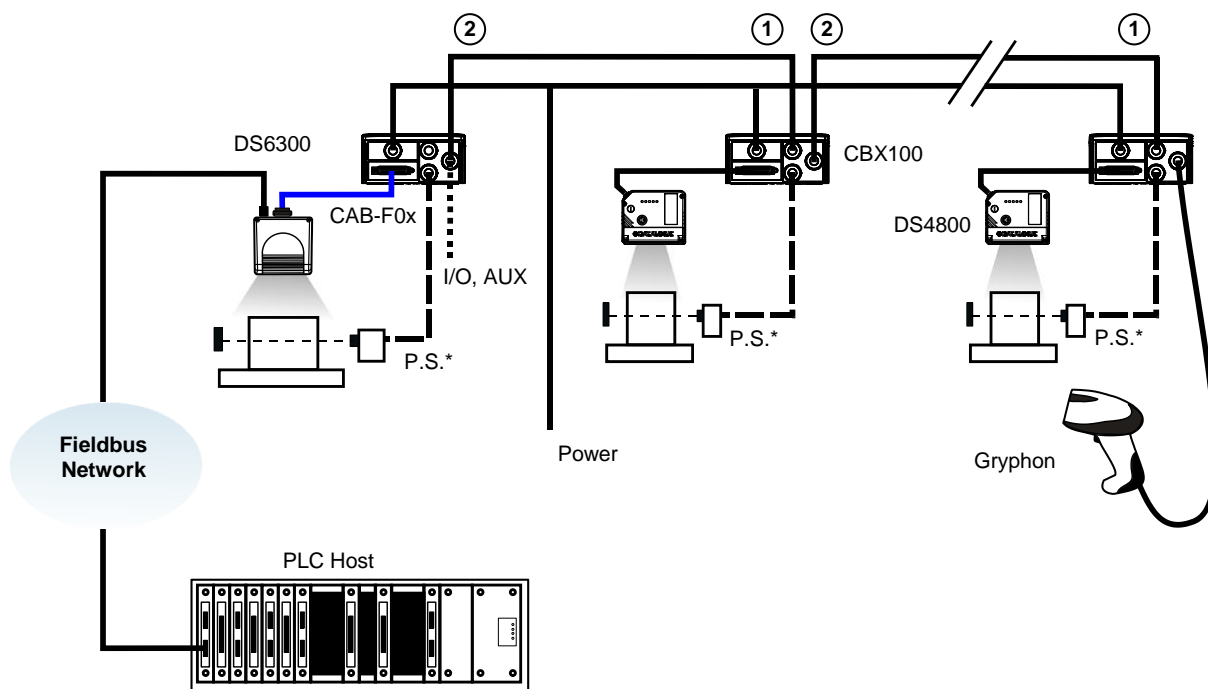 2
1
2
1
DS6300
CBX100
CAB-F0x
DS4800
I/O, AUX
P.S.*
P.S.*
P.S.*
Fieldbus
Network
Power
Gryphon
PLC Host